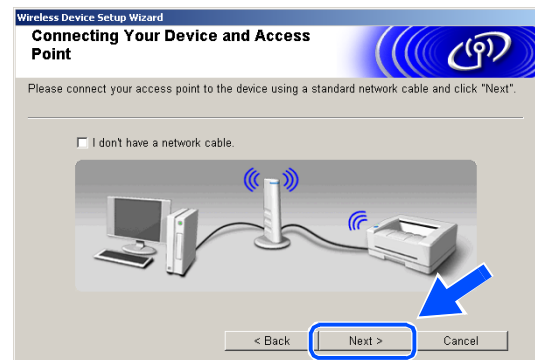 Wireless Device Setup Wizard
Connecting Your Device and Access
Point
Please connect your access point to the device using a standard network cable and click "Next".
I don't have a network cable.
< Back Next > Cancel